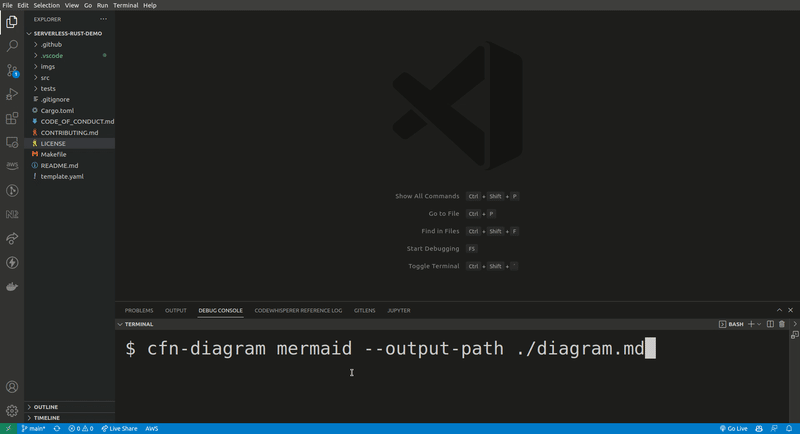 File Edit Selection View Go Run Terminal Help
EXPLORER ···
SERVERLESS-RUST-DEMO
.github
.vscode
imgs
src
tests
.gitignore
Cargo.toml
CODE_OF_CONDUCT.md
CONTRIBUTING.md
LICENSE
Makefile
README.md
template.yaml
OUTLINE
TIMELINE
Show All Commands Ctrl + Shift + P
Go to File Ctrl + P
Find in Files Ctrl + Shift + F
Start Debugging F5
Toggle Terminal Ctrl + Shift + `
PROBLEMS OUTPUT DEBUG CONSOLE CODEWHISPERER REFERENCE LOG GITLENS JUPYTER
TERMINAL BASH
$ cfn-diagram mermaid --output-path ./diagram.md
aws
1
main* 0 0 Live Share AWS Go Live